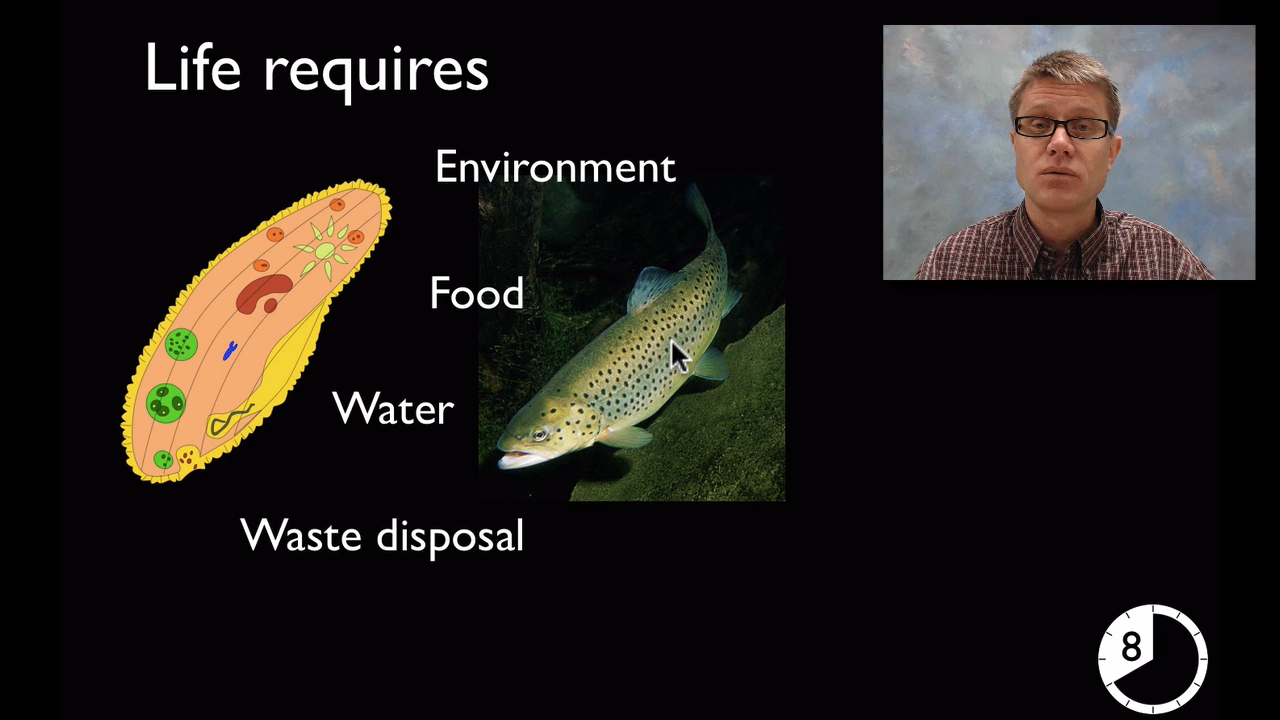 Life requires
Environment
Food
Water
Waste disposal
8